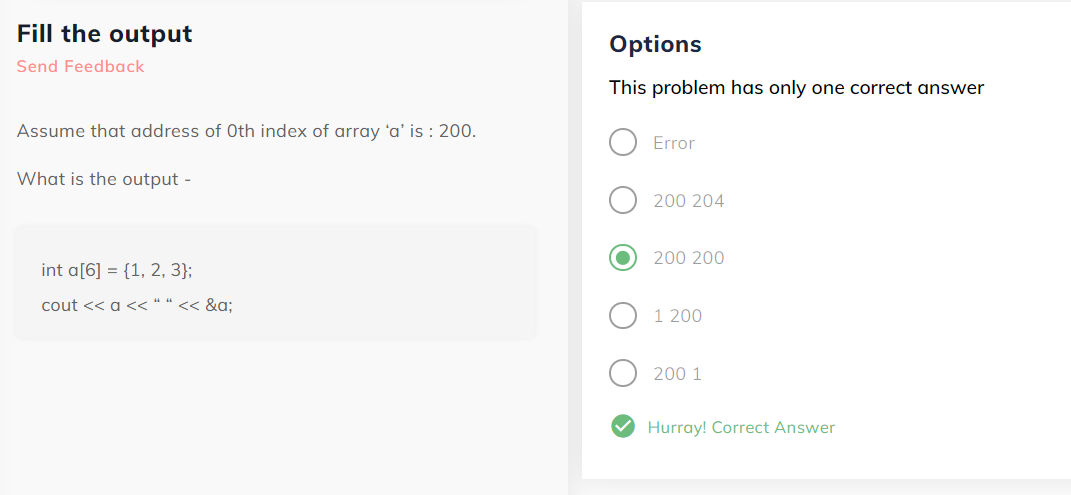 Fill the output
Send Feedback
Assume that address of 0th index of array ‘a’ is : 200.
What is the output -
int a[6] = {1, 2, 3};
cout << a << “ “ << &a;
Options
This problem has only one correct answer
Error
200 204
200 200
1 200
200 1
Hurray! Correct Answer